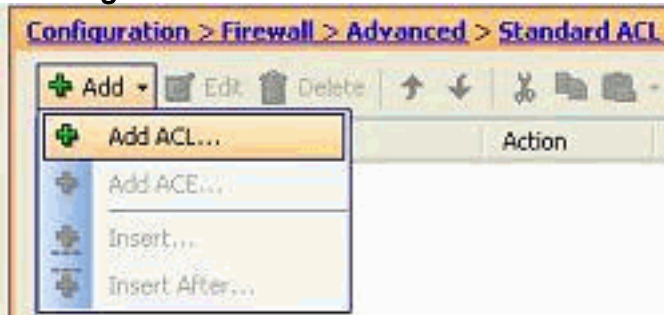 Configuration > Firewall > Advanced > Standard ACL
Add Edit Delete
Add ACL... Action
Add ACE...
Insert...
Insert After...